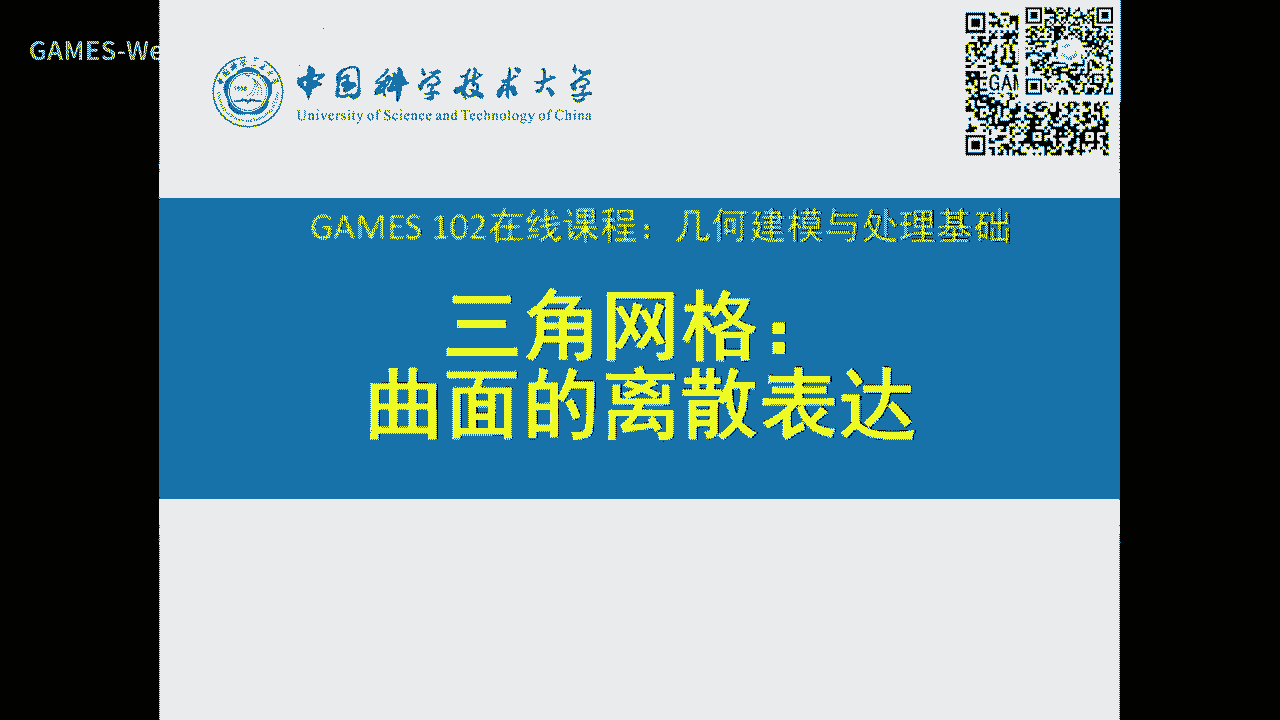 GAMES-We
中国科学技术大学
University of Science and Technology of China
GAM
GAMES 102在线课程：几何建模与处理基础
三角网格：
曲面的离散表达